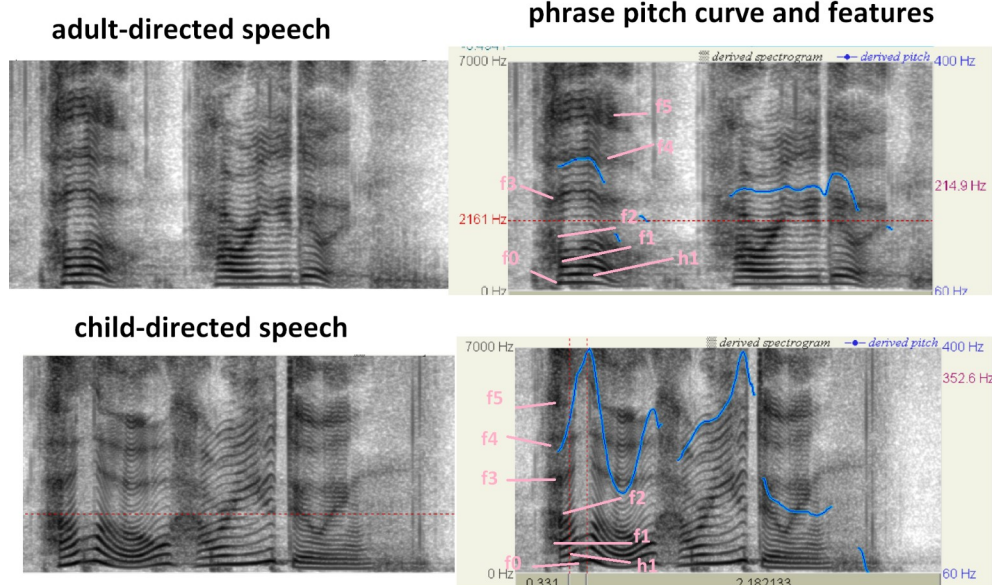 adult-directed speech
phrase pitch curve and features
7000 Hz
derived spectrogram
derived pitch
400 Hz
f5
f4
f3
214.9 Hz
2161 Hz
f2
f1
f0
h1
0 Hz
60 Hz
child-directed speech
7000 Hz
derived spectrogram
derived pitch
400 Hz
352.6 Hz
f5
f4
f3
f2
f1
f0
h1
0 Hz
60 Hz
0.331
2.182133